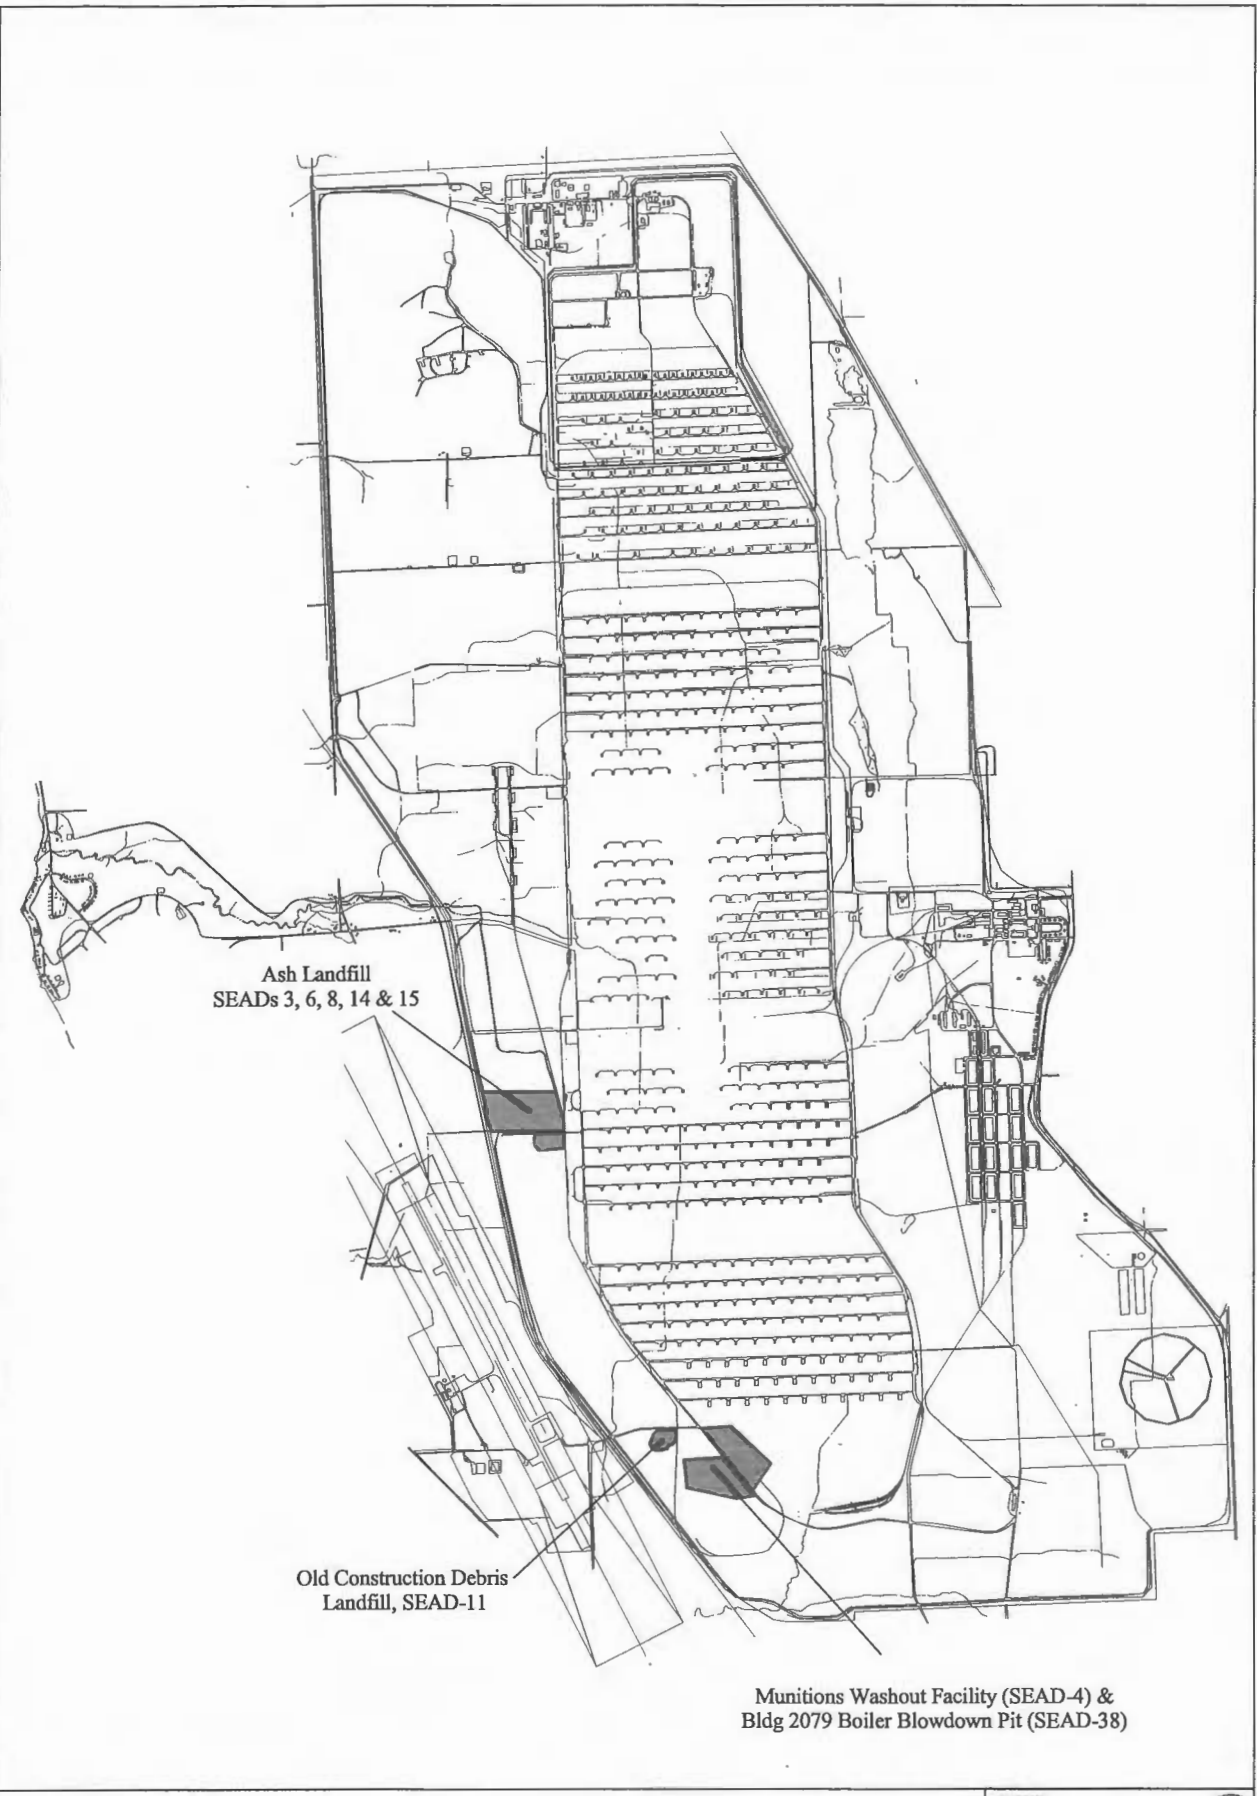 Ash Landfill
SEADs 3, 6, 8, 14 & 15
Old Construction Debris
Landfill, SEAD-11
Munitions Washout Facility (SEAD-4) &
Bldg 2079 Boiler Blowdown Pit (SEAD-38)